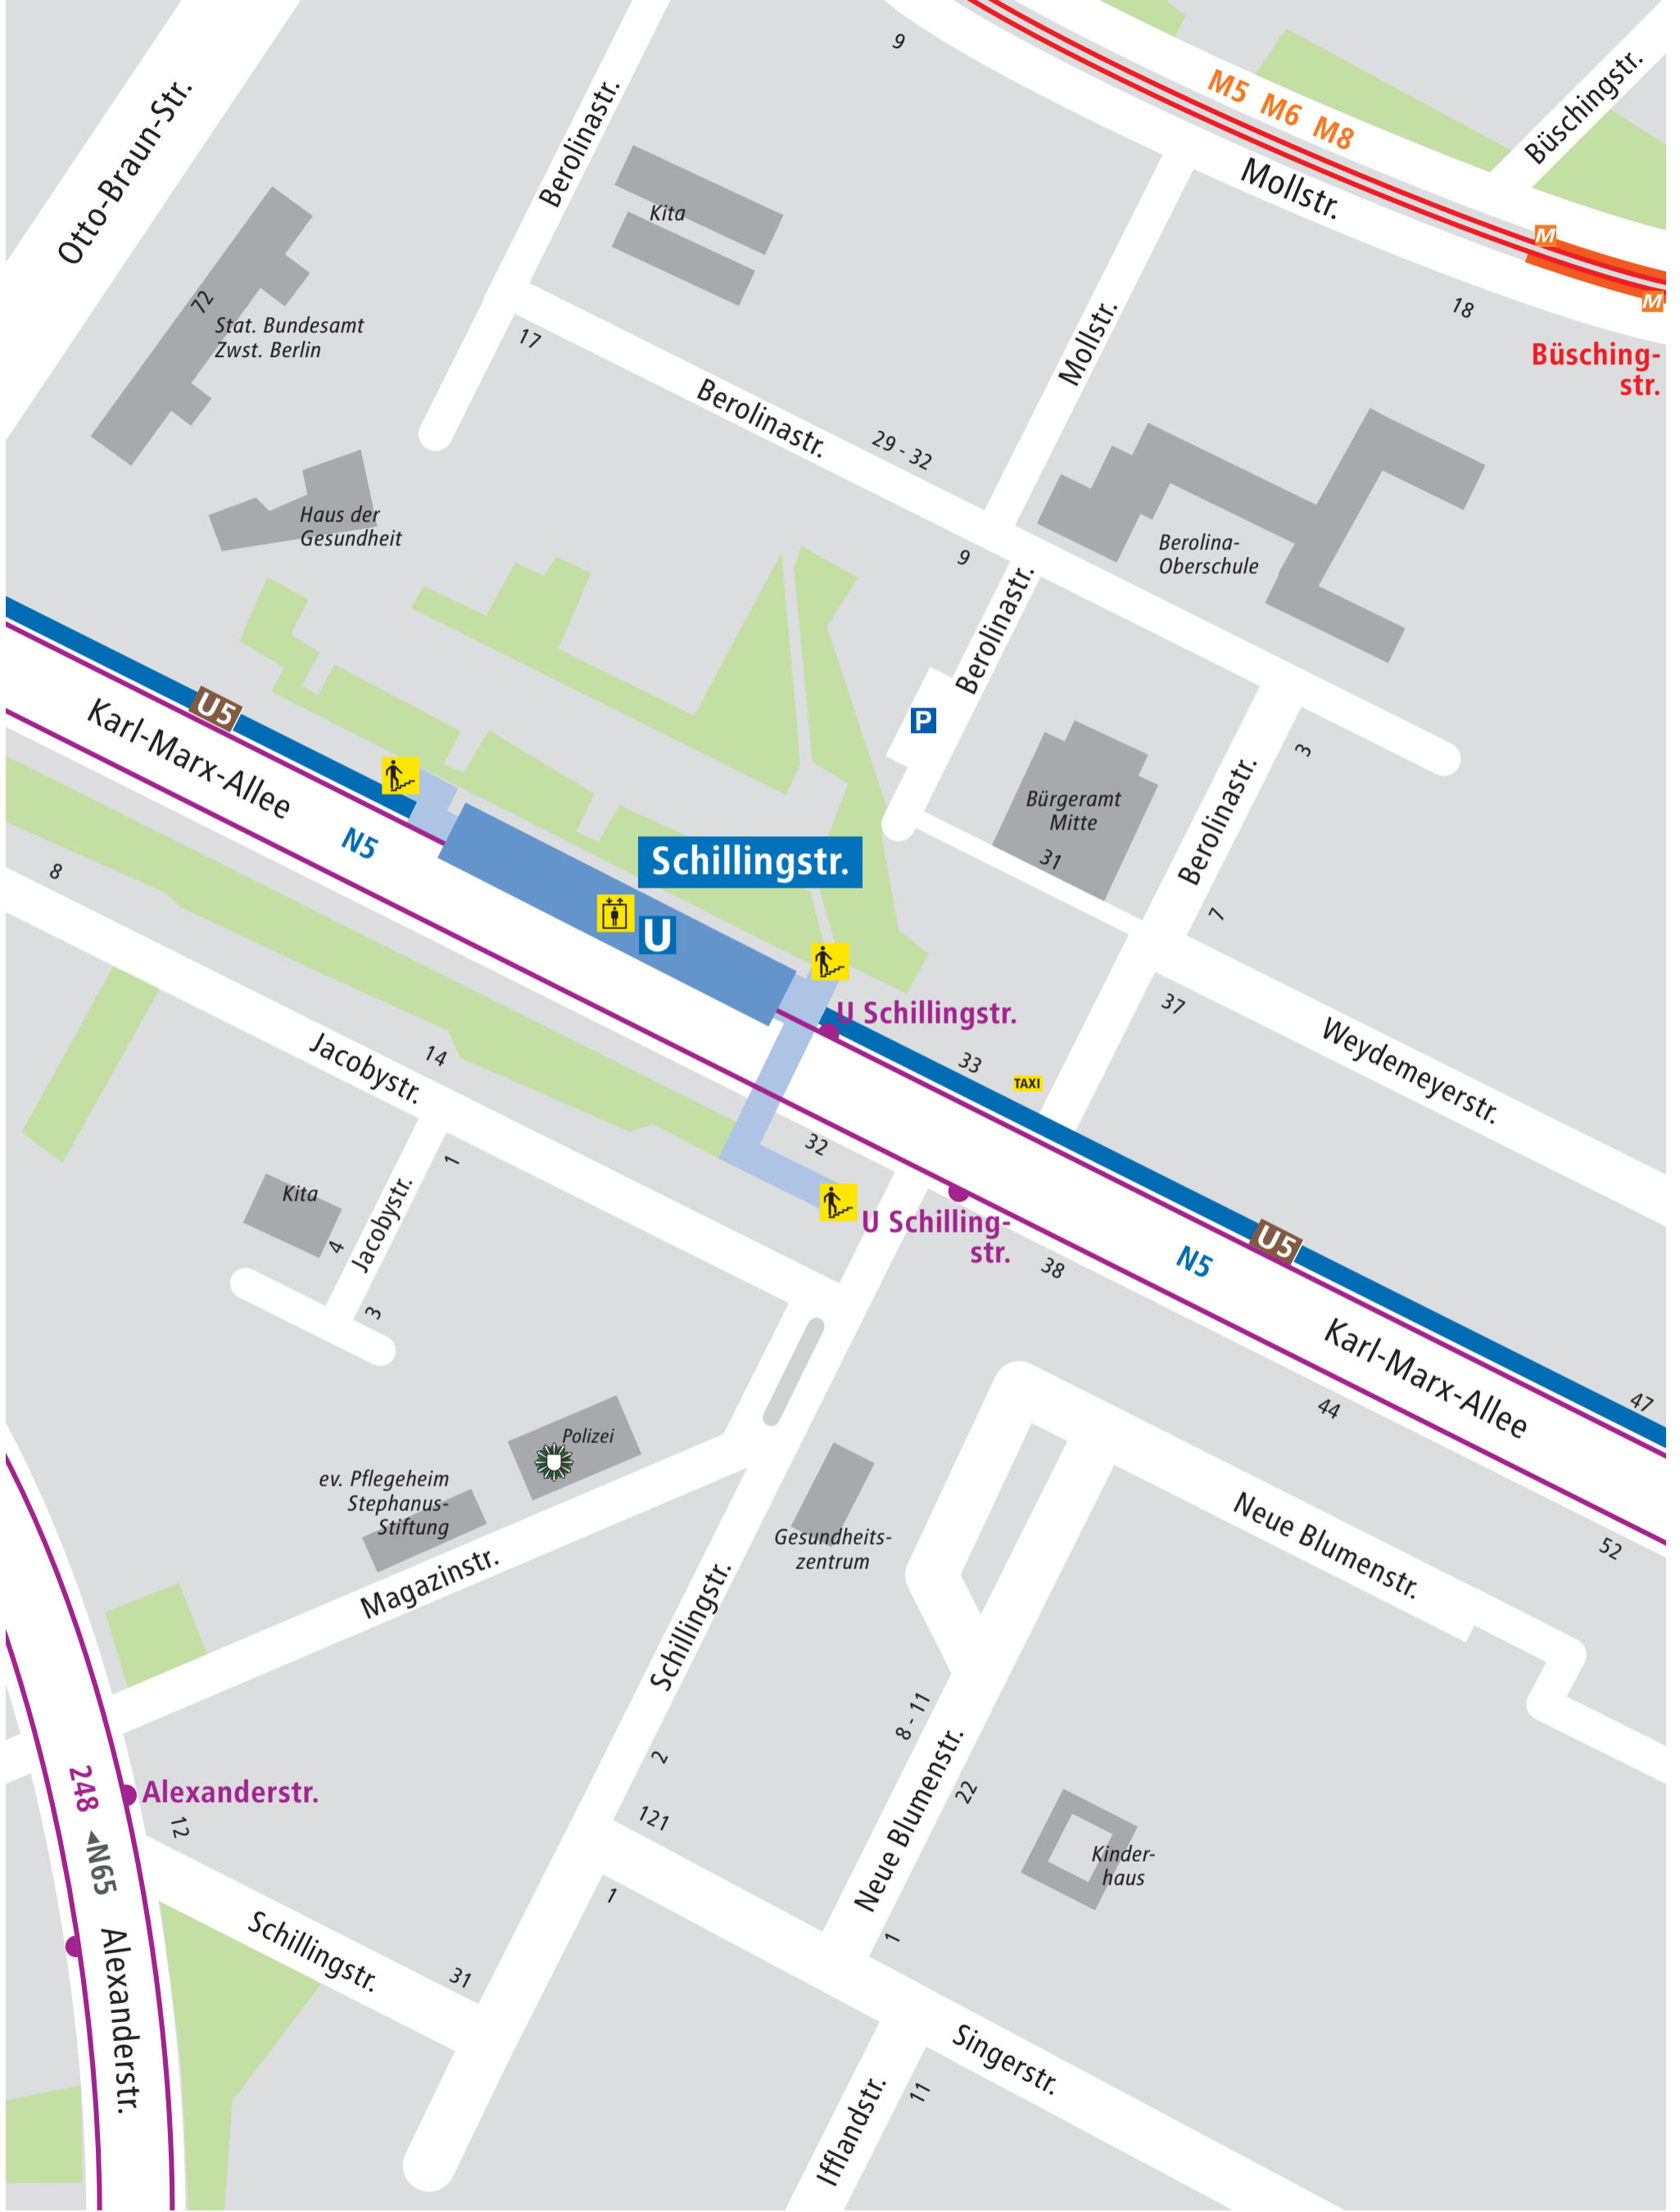 9
M5 M6 M8
Büschingstr.
Otto-Braun-Str.
Berolinastr.
Kita
Mollstr.
M
M
72
Stat. Bundesamt
Zwst. Berlin
17
Mollstr.
18
Büsching-
str.
Berolinastr.
29 - 32
Haus der
Gesundheit
9
Berolina-
Oberschule
Berolinastr.
U5
P
Karl-Marx-Allee
3
Bürgeramt
Mitte
31
Berolinastr.
N5
Schillingstr.
8
U
7
37
U Schillingstr.
Weydemeyerstr.
Jacobystr.
14
33
TAXI
32
1
Kita
4
Jacobystr.
U Schilling-
str.
U5
N5
38
3
Karl-Marx-Allee
47
44
Polizei
ev. Pflegeheim
Stephanus-
Stiftung
Gesundheits-
zentrum
Neue Blumenstr.
52
Magazinstr.
Schillingstr.
8 - 11
2
248
Alexanderstr.
22
12
121
N65
Neue Blumenstr.
Kinder-
haus
1
1
Alexanderstr.
Schillingstr.
31
Singerstr.
Ifflandstr.
11